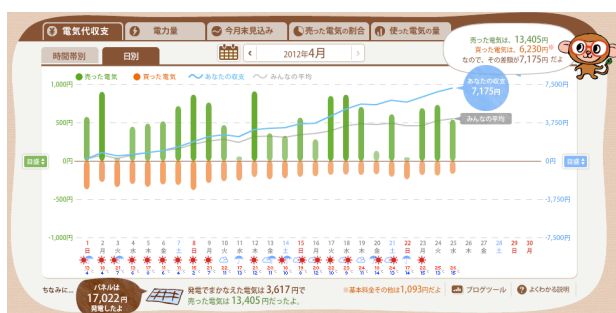 電気代収支
電力量
今月末見込み
売った電気の割合
使った電気の量
売った電気は、13,405円
買った電気は、6,230円※
なので、その差額が7,175円 だよ
時間帯別
日別
2012年4月
売った電気
買った電気
あなたの収支
みんなの平均
あなたの収支
7,175円
みんなの平均
1,000円
500円
0円
-500円
-1,000円
7,500円
3,750円
0円
-3,750円
-7,500円
目盛
目盛
1 2 3 4 5 6 7 8 9 10 11 12 13 14 15 16 17 18 19 20 21 22 23 24 25 26 27 28 29 30
日 月 火 水 木 金 土 日 月 火 水 木 金 土 日 月 火 水 木 金 土 日 月 火 水 木 金 土 日 月
ちなみに...
パネルは
17,022円
発電したよ
発電でまかなえた電気は 3,617円で
売った電気は 13,405円だったよ。
※基本料金その他は1,093円だよ
ブログツール
よくわかる説明